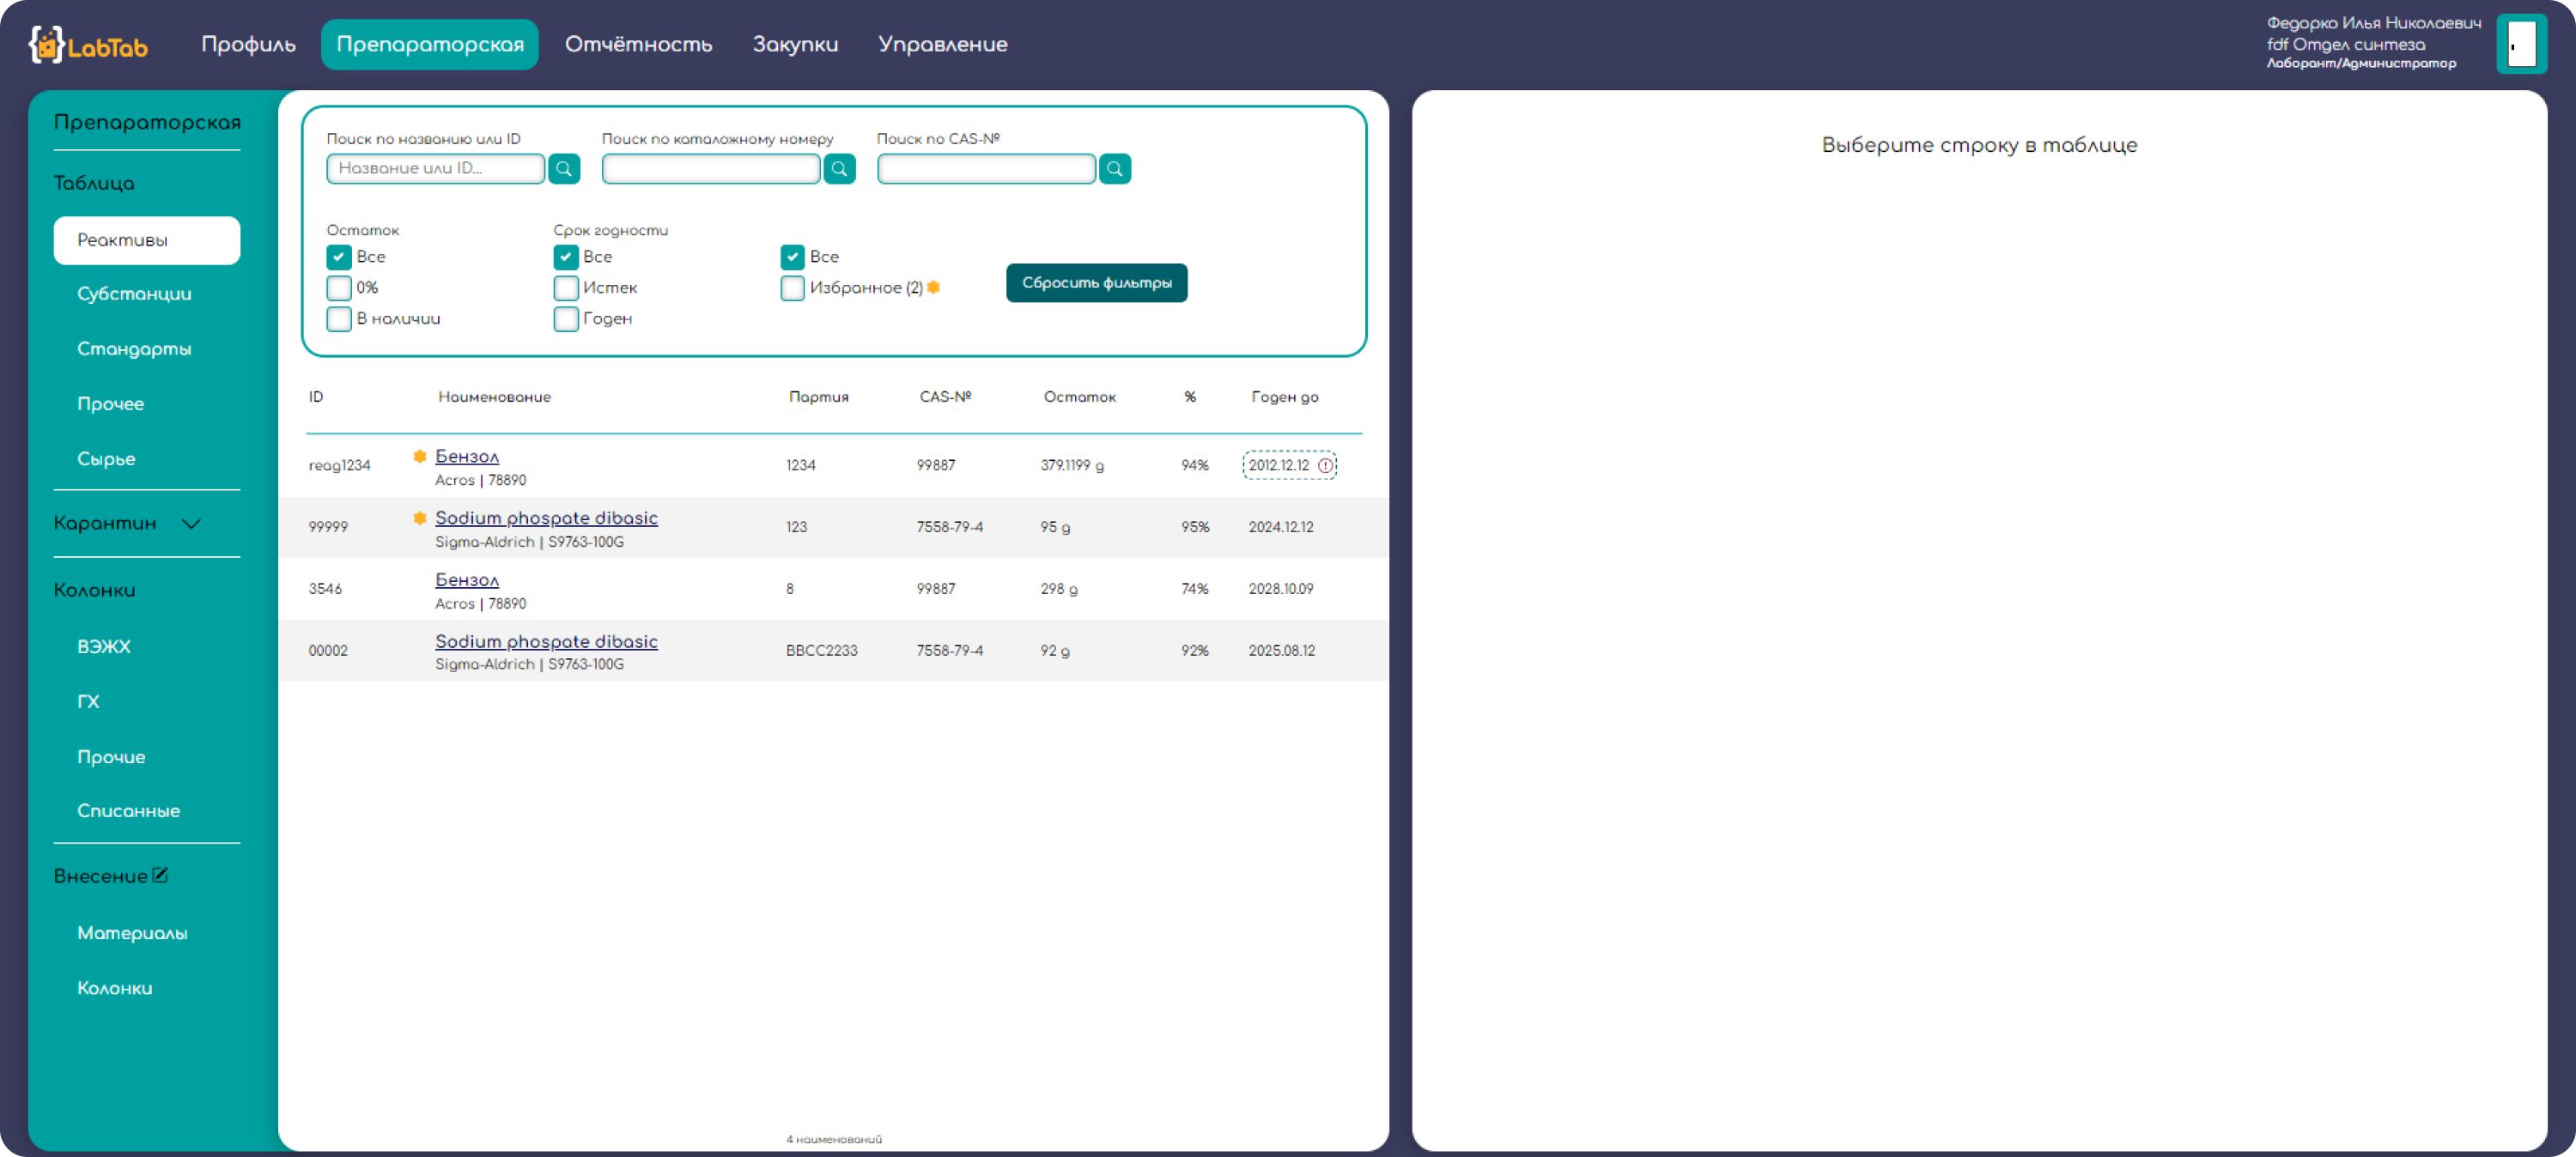 LabTab
Профиль
Препараторская
Отчётность
Закупки
Управление
Федорко Илья Николаевич
fdf Отдел синтеза
Лаборант/Администратор
Препараторская
Таблица
Реактивы
Субстанции
Стандарты
Прочее
Сырье
Карантин
Колонки
ВЭЖХ
ГХ
Прочие
Списанные
Внесение
Материалы
Колонки
Поиск по названию или ID
Поиск по каталожному номеру
Поиск по CAS-№
Название или ID...
Остаток
Срок годности
Все
Все
Все
0%
Истек
Избранное (2)
В наличии
Годен
Сбросить фильтры
ID Наименование Партия CAS-№ Остаток % Годен до
reag1234 Бензол 1234 99887 379.1199 g 94% 2012.12.12
Acros | 78890
99999 Sodium phospate dibasic 123 7558-79-4 95 g 95% 2024.12.12
Sigma-Aldrich | S9763-100G
3546 Бензол 8 99887 298 g 74% 2028.10.09
Acros | 78890
00002 Sodium phospate dibasic BBCC2233 7558-79-4 92 g 92% 2025.08.12
Sigma-Aldrich | S9763-100G
4 наименований
Выберите строку в таблице